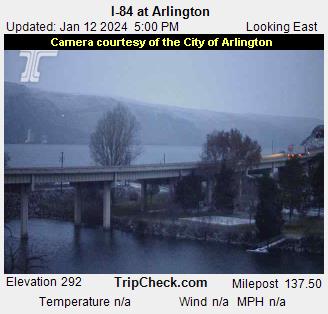 I-84 at Arlington
Updated: Jan 12 2024 5:00 PM Looking East
Camera courtesy of the City of Arlington
Elevation 292 TripCheck.com Milepost 137.50
Temperature n/a Wind n/a MPH n/a